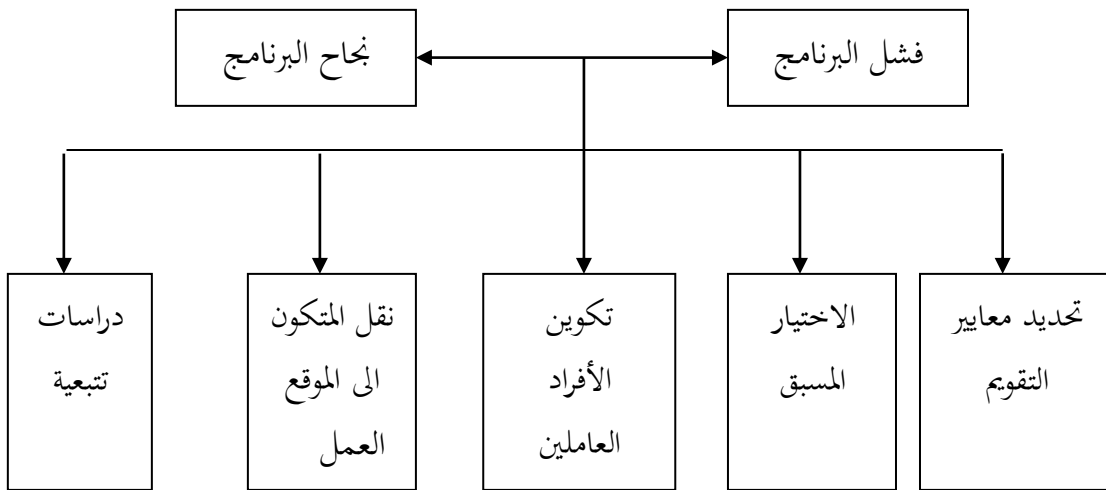 فشل البرنامج
نجاح البرنامج
تحديد معايير
التقويم
الاختيار
المسبق
تكوين
الأفراد
العاملين
نقل المتكون
الى الموقع
العمل
دراسات
تتبعية